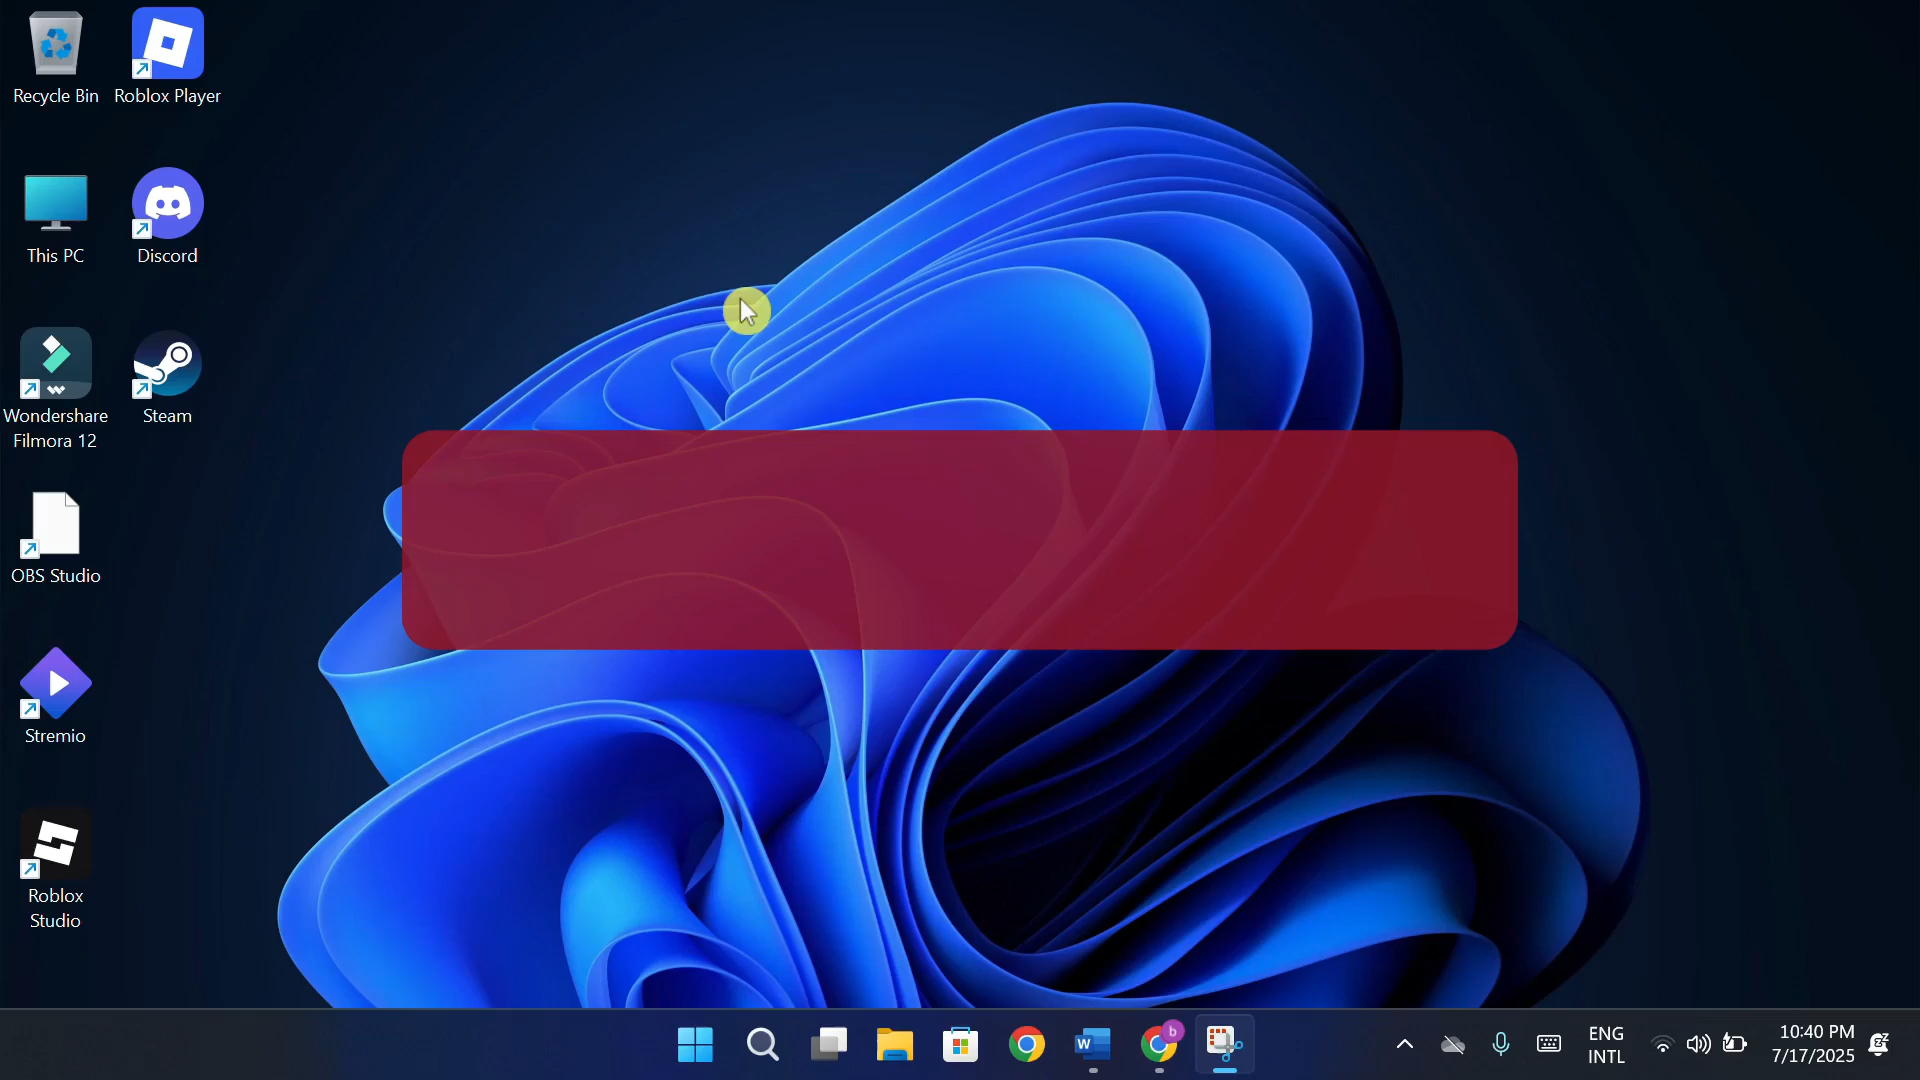 Recycle Bin
Roblox Player
This PC
Discord
Wondershare
Filmora 12
Steam
OBS Studio
Stremio
Roblox
Studio
W
b
ENG
INTL
10:40 PM
7/17/2025